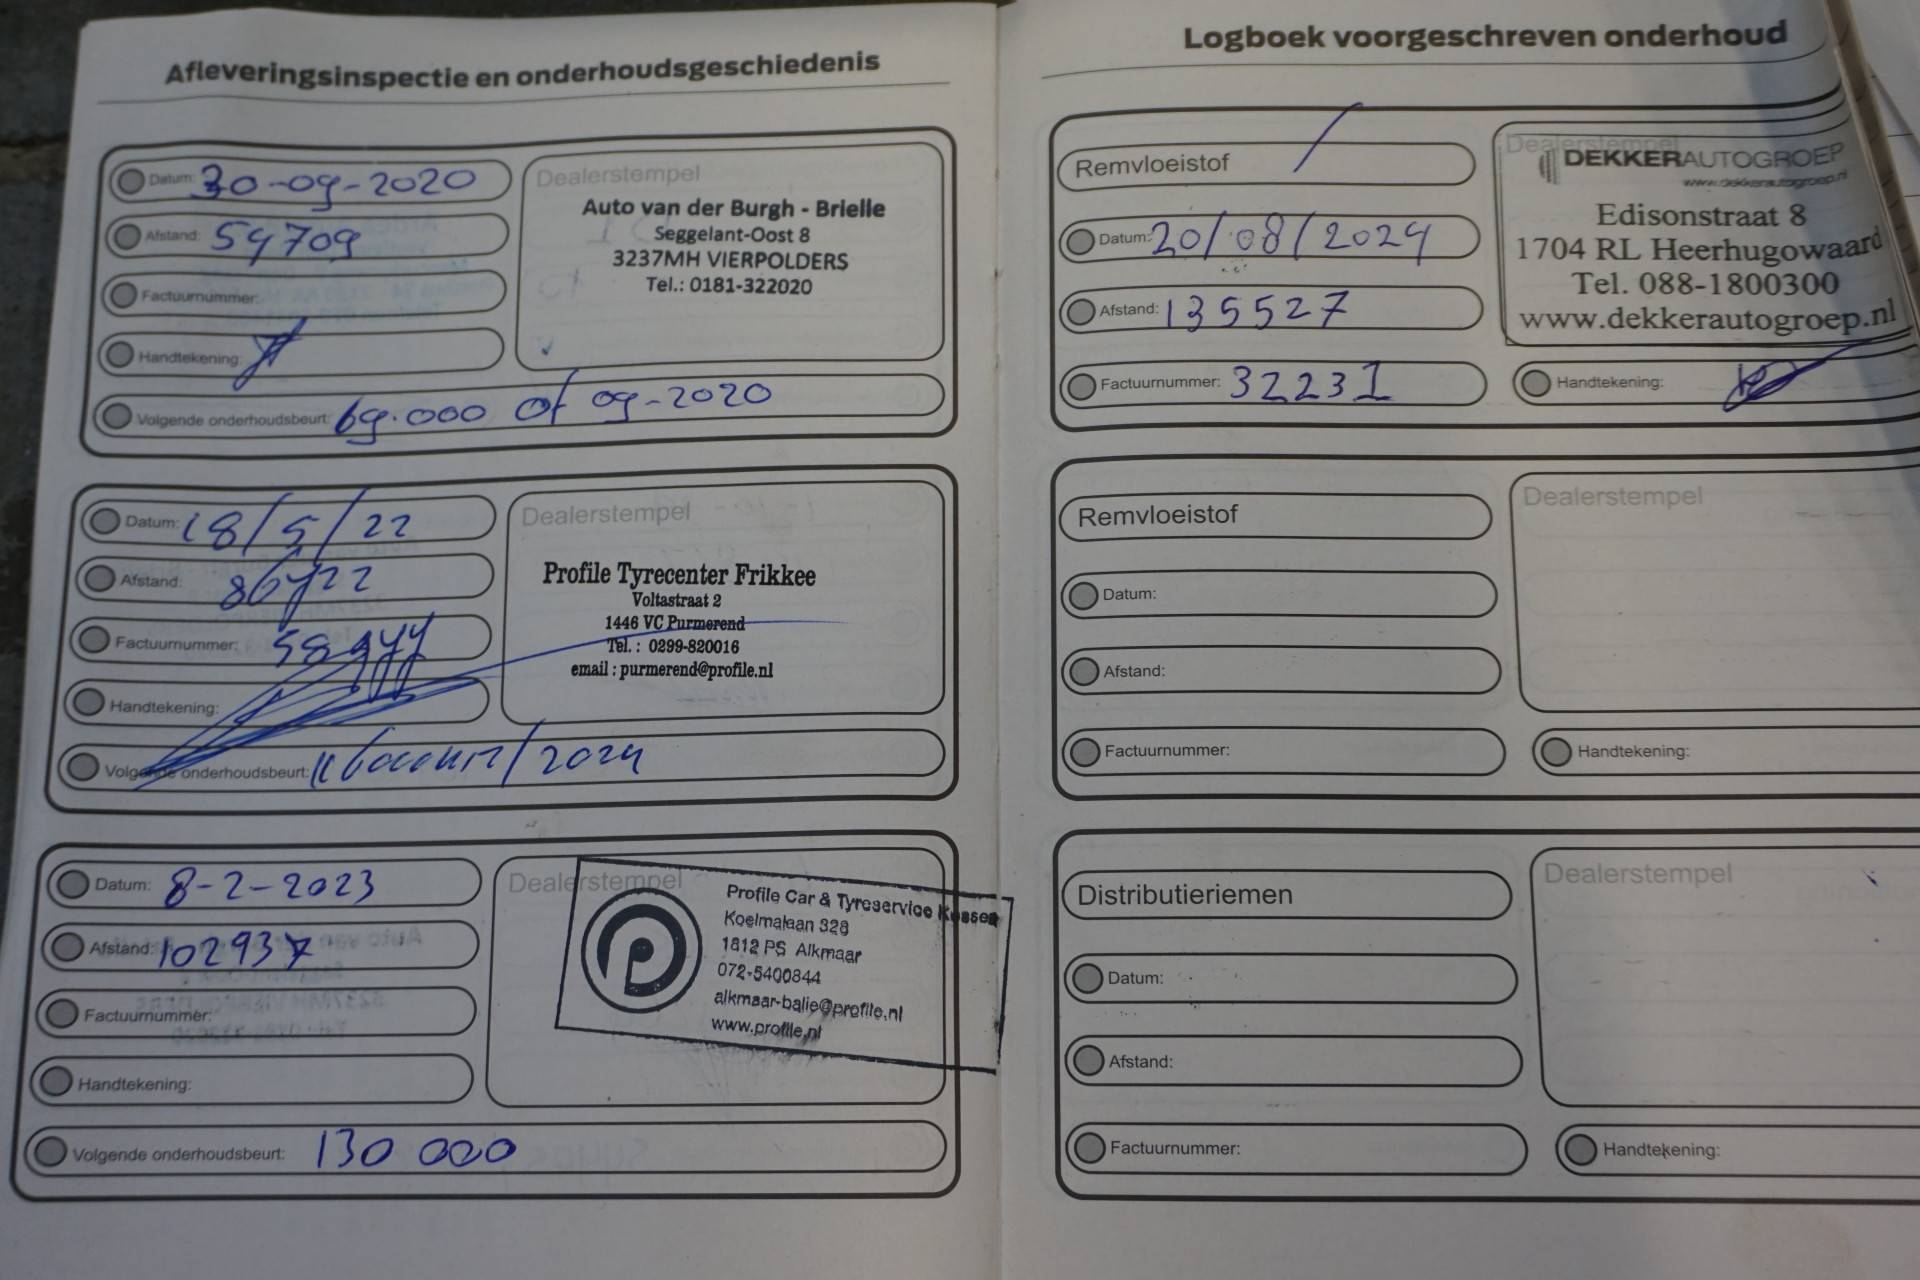 Afleveringsinspectie en onderhoudsgeschiedenis
Datum: 30-09-2020
Afstand: 59709
Factuurnummer:
Handtekening:
Volgende onderhoudsbeurt: 69.000 of 09-2020
Dealerstempel
Auto van der Burgh - Brielle
Seggelant-Oost 8
3237MH VIERPOLDERS
Tel.: 0181-322020
Datum: 18/5/22
Afstand:
Factuurnummer:
Handtekening:
Volgende onderhoudsbeurt: /2024
Dealerstempel
Profile Tyrecenter Frikkee
Voltastraat 2
1446 VC Purmerend
Tel. : 0299-820016
email : purmerend@profile.nl
Datum: 8-2-2023
Afstand: 102937
Factuurnummer:
Handtekening:
Volgende onderhoudsbeurt: 130 000
Dealerstempel
Profile Car & Tyreservice
Koelmalaan 328
1812 PS Alkmaar
072-5400844
alkmaar-balie@profile.nl
www.profile.nl
Logboek voorgeschreven onderhoud
Remvloeistof
Datum: 20/08/2024
Afstand: 135527
Factuurnummer: 32231
Dealerstempel
DEKKERAUTOGROEP
www.dekkerautogroep.nl
Edisonstraat 8
1704 RL Heerhugowaard
Tel. 088-1800300
www.dekkerautogroep.nl
Handtekening:
Remvloeistof
Datum:
Afstand:
Factuurnummer:
Dealerstempel
Handtekening:
Distributieriemen
Datum:
Afstand:
Factuurnummer:
Dealerstempel
Handtekening: